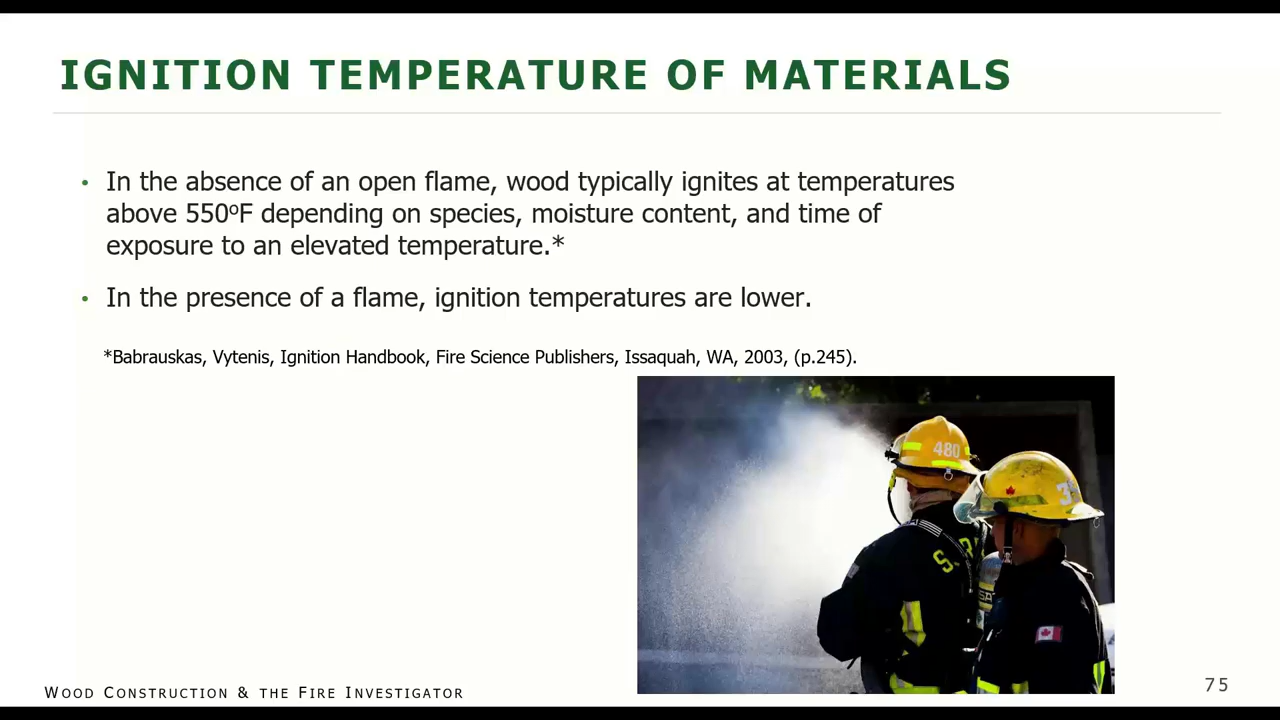 IGNITION TEMPERATURE OF MATERIALS
• In the absence of an open flame, wood typically ignites at temperatures
above 550ºF depending on species, moisture content, and time of
exposure to an elevated temperature.*
• In the presence of a flame, ignition temperatures are lower.
*Babrauskas, Vytenis, Ignition Handbook, Fire Science Publishers, Issaquah, WA, 2003, (p.245).
480
WOOD CONSTRUCTION & THE FIRE INVESTIGATOR
75